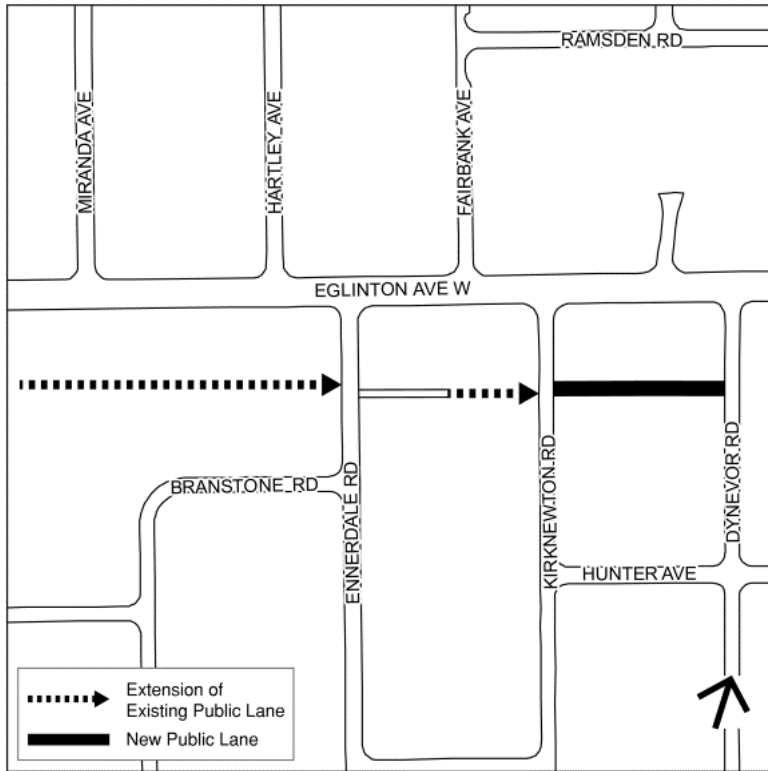 RAMSDEN RD
MIRANDA AVE
HARTLEY AVE
FAIRBANK AVE
EGLINTON AVE W
BRANSTONE RD
ENNERDALE RD
KIRKNEWTON RD
DYNEVOR RD
HUNTER AVE
Extension of
Existing Public Lane
New Public Lane